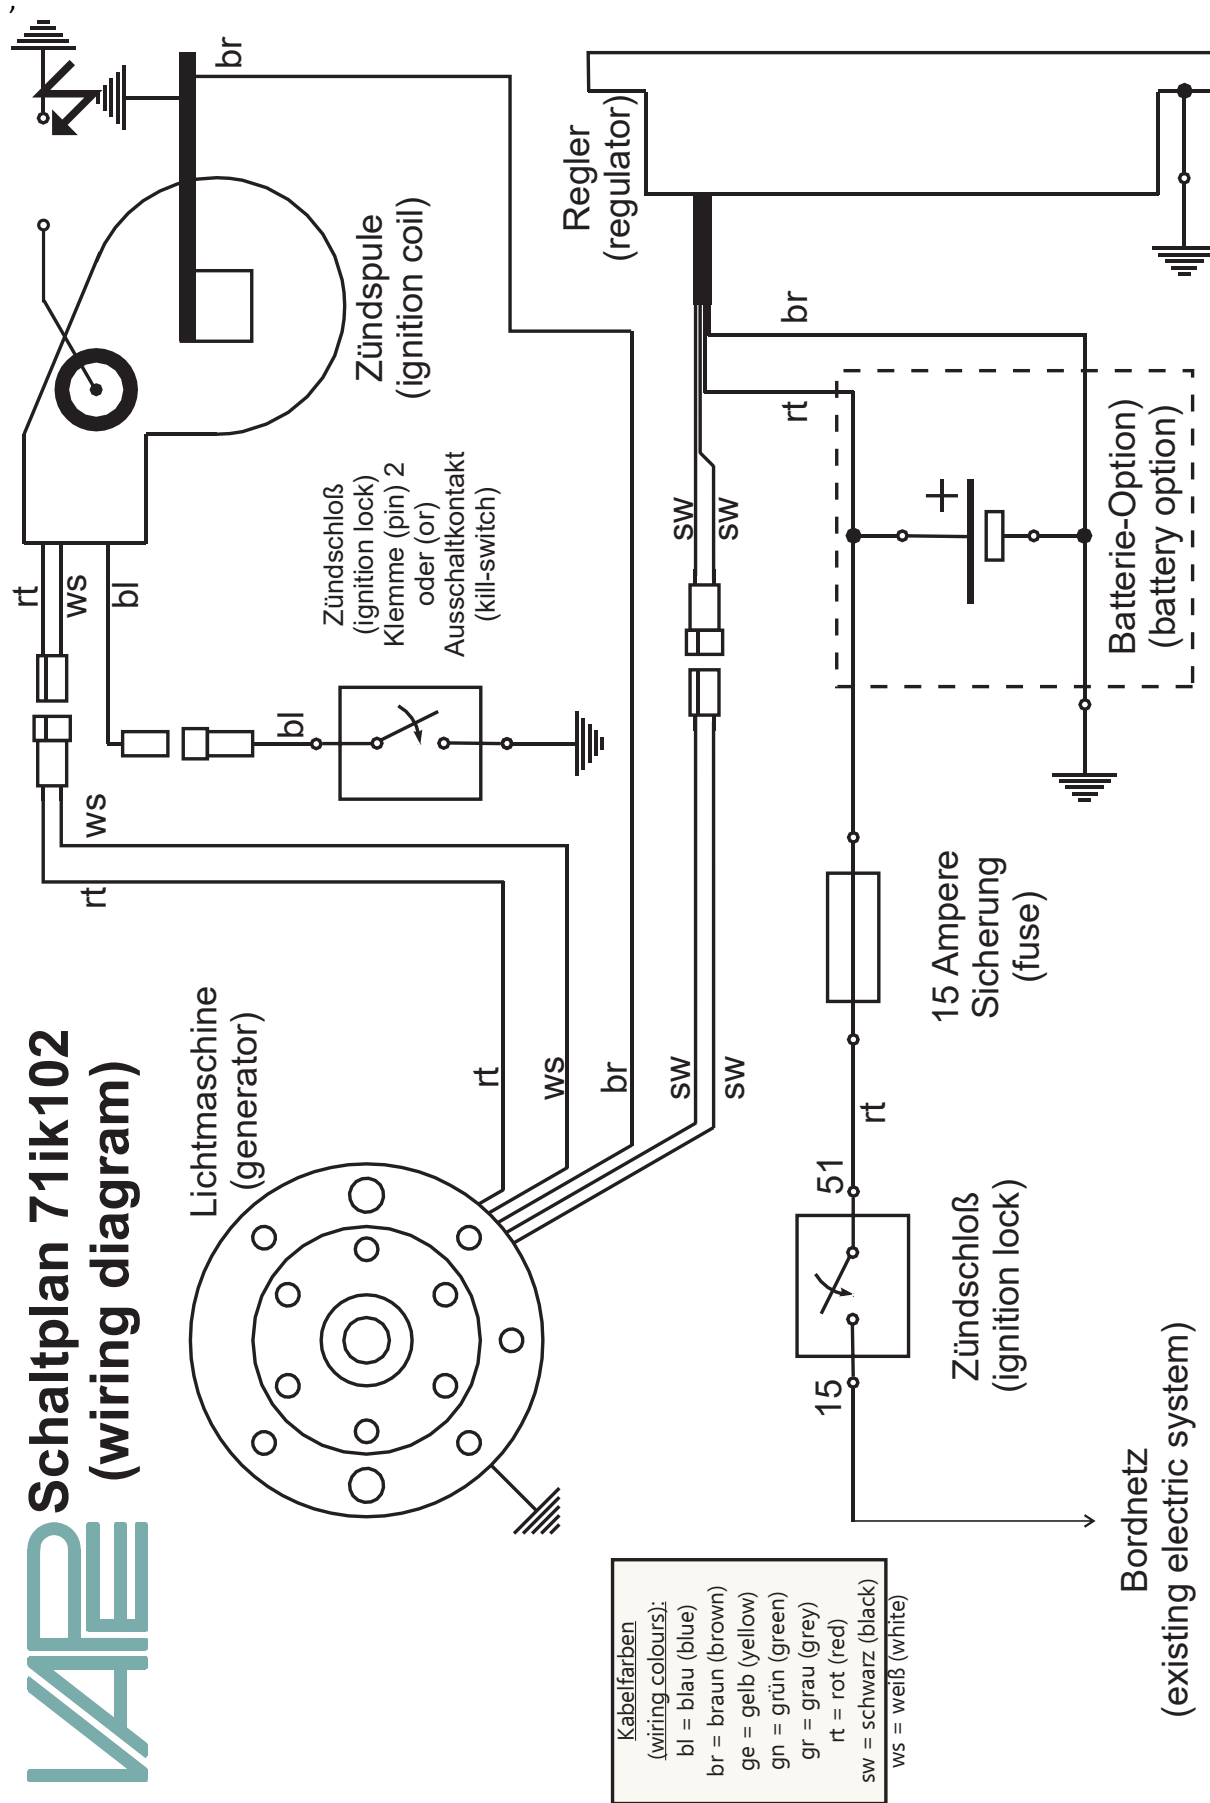 VAPE
Schaltplan 71ik102
(wiring diagram)
Lichtmaschine
(generator)
rt
ws
br
sw
sw
rt
ws
rt
ws
bl
bl
Zündschloß
(ignition lock)
Klemme (pin) 2
oder (or)
Ausschaltkontakt
(kill-switch)
Zündspule
(ignition coil)
br
,
Regler
(regulator)
sw
sw
rt
br
+
Batterie-Option)
(battery option)
15 Ampere
Sicherung
(fuse)
rt
51
15
Zündschloß
(ignition lock)
Bordnetz
(existing electric system)
Kabelfarben
(wiring colours):
bl = blau (blue)
br = braun (brown)
ge = gelb (yellow)
gn = grün (green)
gr = grau (grey)
rt = rot (red)
sw = schwarz (black)
ws = weiß (white)